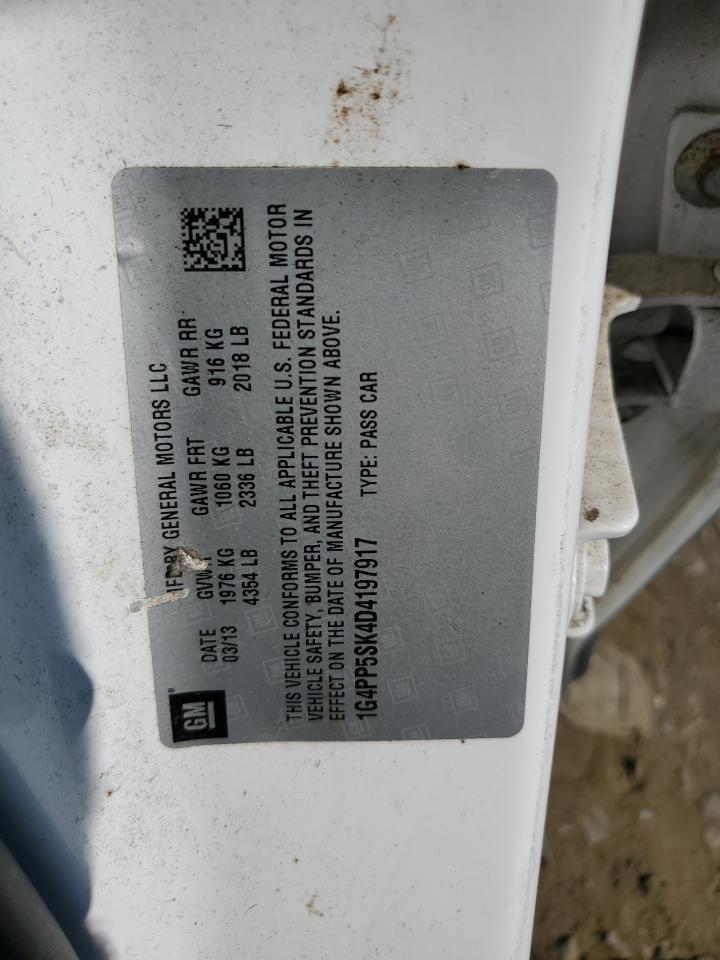 GM®
BY GENERAL MOTORS LLC
DATE GVWR GAWR FRT GAWR RR
03/13 1976 KG 1060 KG 916 KG
4354 LB 2336 LB 2018 LB
THIS VEHICLE CONFORMS TO ALL APPLICABLE U.S. FEDERAL MOTOR
VEHICLE SAFETY, BUMPER, AND THEFT PREVENTION STANDARDS IN
EFFECT ON THE DATE OF MANUFACTURE SHOWN ABOVE.
1G4PP5SK4D4197917 TYPE: PASS CAR